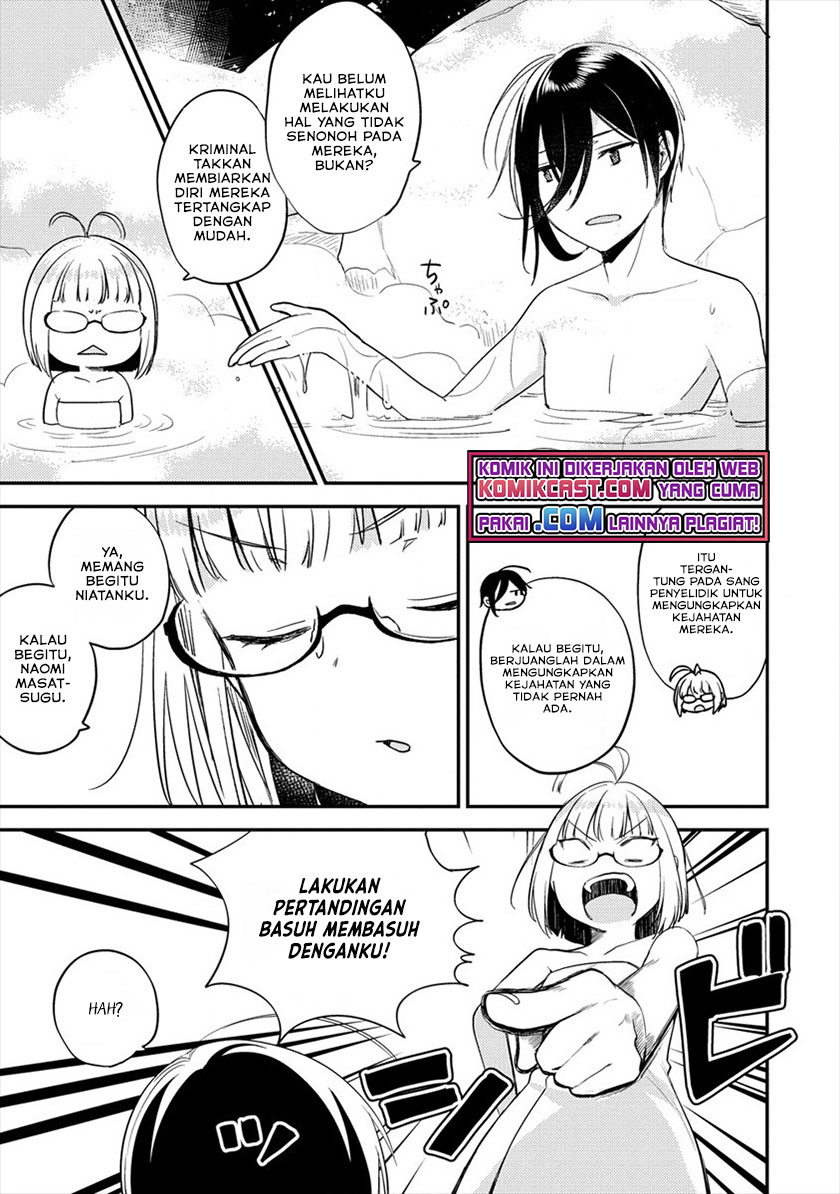 KAU BELUM
MELIHATKU
MELAKUKAN
HAL YANG TIDAK
SENONOH PADA
MEREKA,
BUKAN?
KRIMINAL
TAKKAN
MEMBIARKAN
DIRI MEREKA
TERTANGKAP
DENGAN
MUDAH.
ちゃぷ
KOMIK INI DIKERJAKAN OLEH WEB
KOMIKCAST.COM YANG CUMA
PAKAI .COM LAINNYA PLAGIAT!
ITU
TERGAN-
TUNG PADA SANG
PENYELIDIK UNTUK
MENGUNGKAPKAN
KEJAHATAN
MEREKA.
KALAU BEGITU,
BERJUANGLAH DALAM
MENGUNGKAPKAN
KEJAHATAN YANG
TIDAK PERNAH
ADA.
YA,
MEMANG
BEGITU
NIATANKU.
KALAU
BEGITU,
NAOMI
MASAT-
SUGU.
LAKUKAN
PERTANDINGAN
BASUH MEMBASUH
DENGANKU!
HAH?
ビシッ